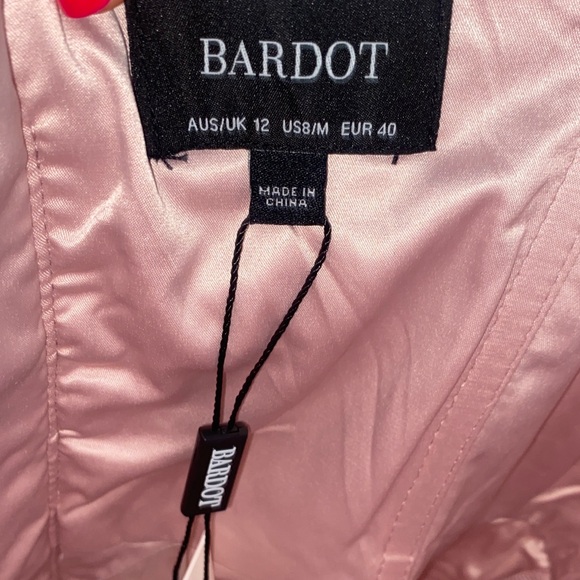 BARDOT
AUS/UK 12 US8/M EUR 40
MADE IN
CHINA
BARDOT